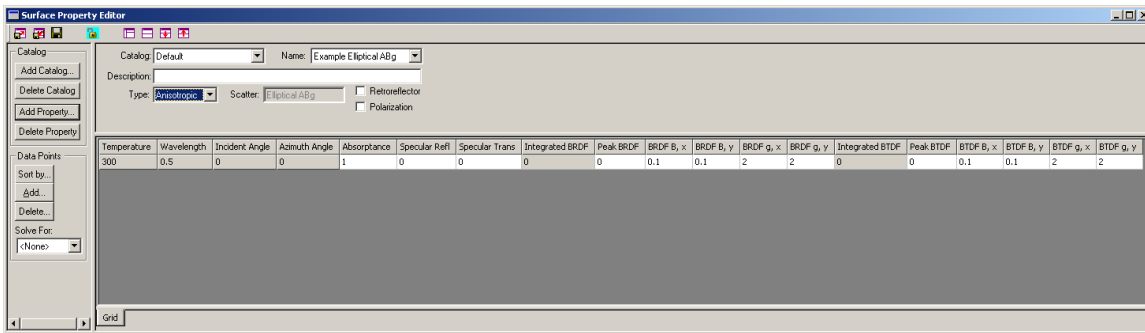 Surface Property Editor
Catalog
Add Catalog...
Delete Catalog
Add Property...
Delete Property
Data Points
Sort by...
Add...
Delete...
Solve For:
<None>
Catalog: Default Name: Example Elliptical ABg
Description:
Type: Anisotropic Scatter: Elliptical ABg Retroreflector
Polarization
Temperature Wavelength Incident Angle Azimuth Angle Absorptance Specular Refl Specular Trans Integrated BRDF Peak BRDF BRDF B, x BRDF B, y BRDF g, x BRDF g, y Integrated BTDF Peak BTDF BTDF B, x BTDF B, y BTDF g, x BTDF g, y
300 0.5 0 0 1 0 0 0 0 0.1 0.1 2 2 0 0 0.1 0.1 2 2
Grid